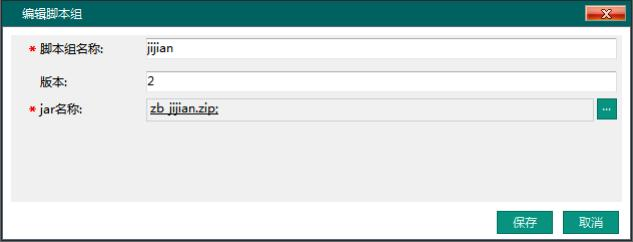 编辑脚本组
* 脚本组名称: jijian
版本: 2
* jar名称: zb_jijian.zip; ...
保存 取消